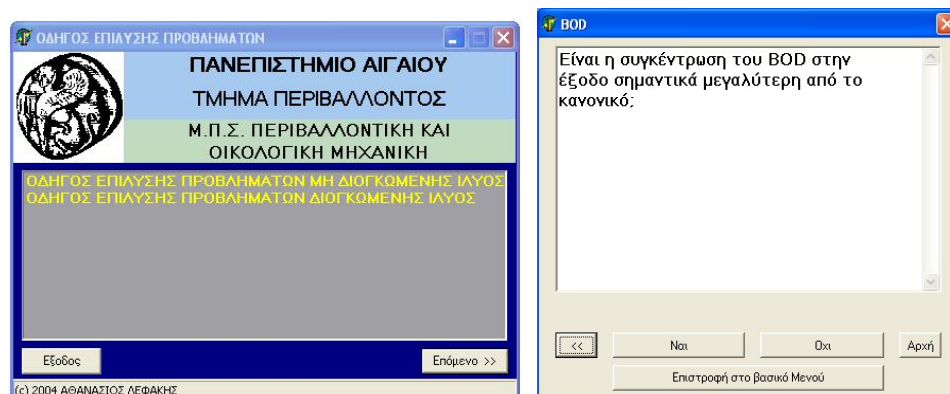 ΟΔΗΓΟΣ ΕΠΙΛΥΣΗΣ ΠΡΟΒΛΗΜΑΤΩΝ
ΠΑΝΕΠΙΣΤΗΜΙΟ ΑΙΓΑΙΟΥ
ΤΜΗΜΑ ΠΕΡΙΒΑΛΛΟΝΤΟΣ
Μ.Π.Σ. ΠΕΡΙΒΑΛΛΟΝΤΙΚΗ ΚΑΙ
ΟΙΚΟΛΟΓΙΚΗ ΜΗΧΑΝΙΚΗ
ΟΔΗΓΟΣ ΕΠΙΛΥΣΗΣ ΠΡΟΒΛΗΜΑΤΩΝ ΜΗ ΔΙΟΓΚΩΜΕΝΗΣ ΙΛΥΟΣ
ΟΔΗΓΟΣ ΕΠΙΛΥΣΗΣ ΠΡΟΒΛΗΜΑΤΩΝ ΔΙΟΓΚΩΜΕΝΗΣ ΙΛΥΟΣ
Εξοδος
Επόμενο >>
(c) 2004 ΑΘΑΝΑΣΙΟΣ ΛΕΦΑΚΗΣ
BOD
Είναι η συγκέντρωση του BOD στην
έξοδο σημαντικά μεγαλύτερη από το
κανονικό;
<<
Ναι
Οχι
Αρχή
Επιστροφή στο βασικό Μενού